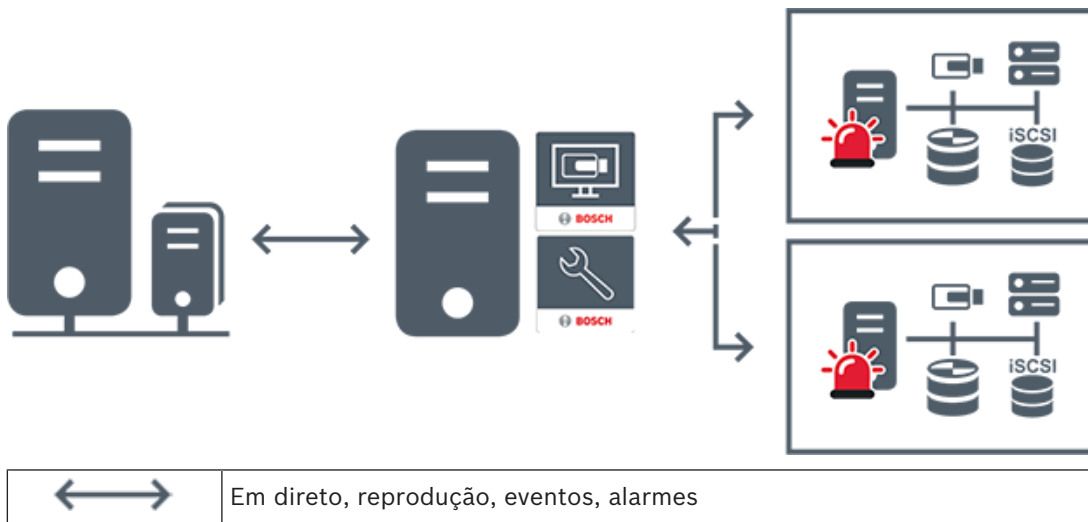 BOSCH
BOSCH
iSCSI
iSCSI
Em direto, reprodução, eventos, alarmes